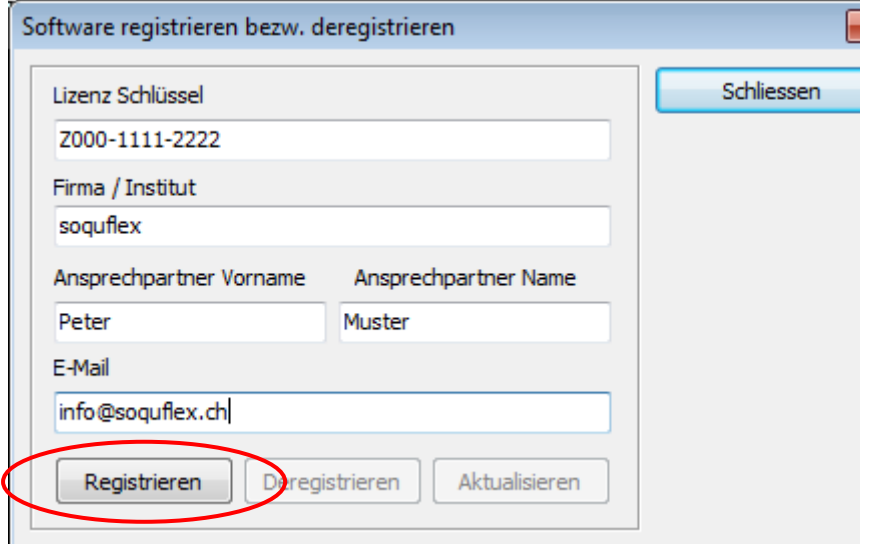 Software registrieren bezw. deregistrieren
Schliessen
Lizenz Schlüssel
Z000-1111-2222
Firma / Institut
soquflex
Ansprechpartner Vorname Ansprechpartner Name
Peter Muster
E-Mail
info@soquflex.ch
Registrieren Deregistrieren Aktualisieren